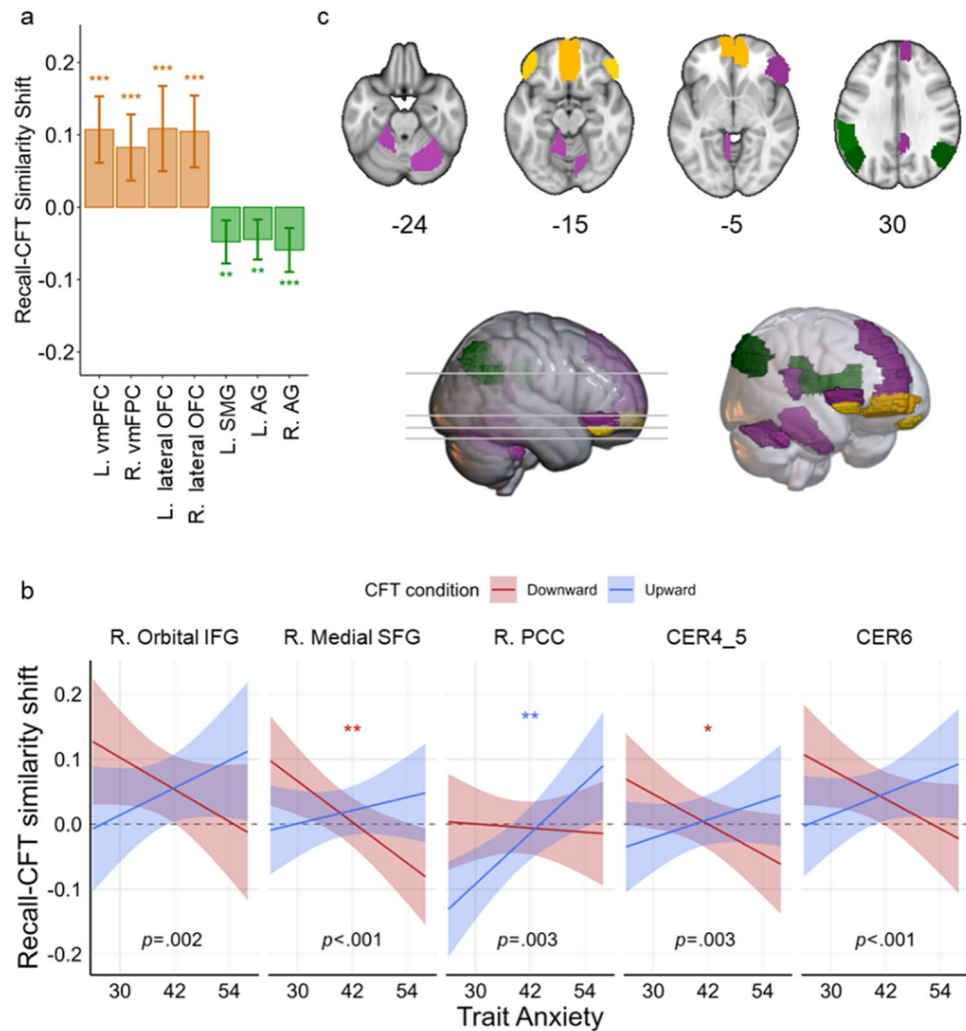 a
Recall-CFT Similarity Shift
0.2
0.1
0.0
-0.1
-0.2
***
***
***
***
**
**
***
L. vmPFC
R. vmFPC
L. lateral OFC
R. lateral OFC
L. SMG
L. AG
R. AG
c
-24
-15
-5
30
b
CFT condition Downward Upward
R. Orbital IFG R. Medial SFG R. PCC CER4_5 CER6
Recall-CFT similarity shift
0.2
0.1
0.0
-0.1
-0.2
** ** *
p=.002 p<.001 p=.003 p=.003 p<.001
30 42 54 30 42 54 30 42 54 30 42 54 30 42 54
Trait Anxiety